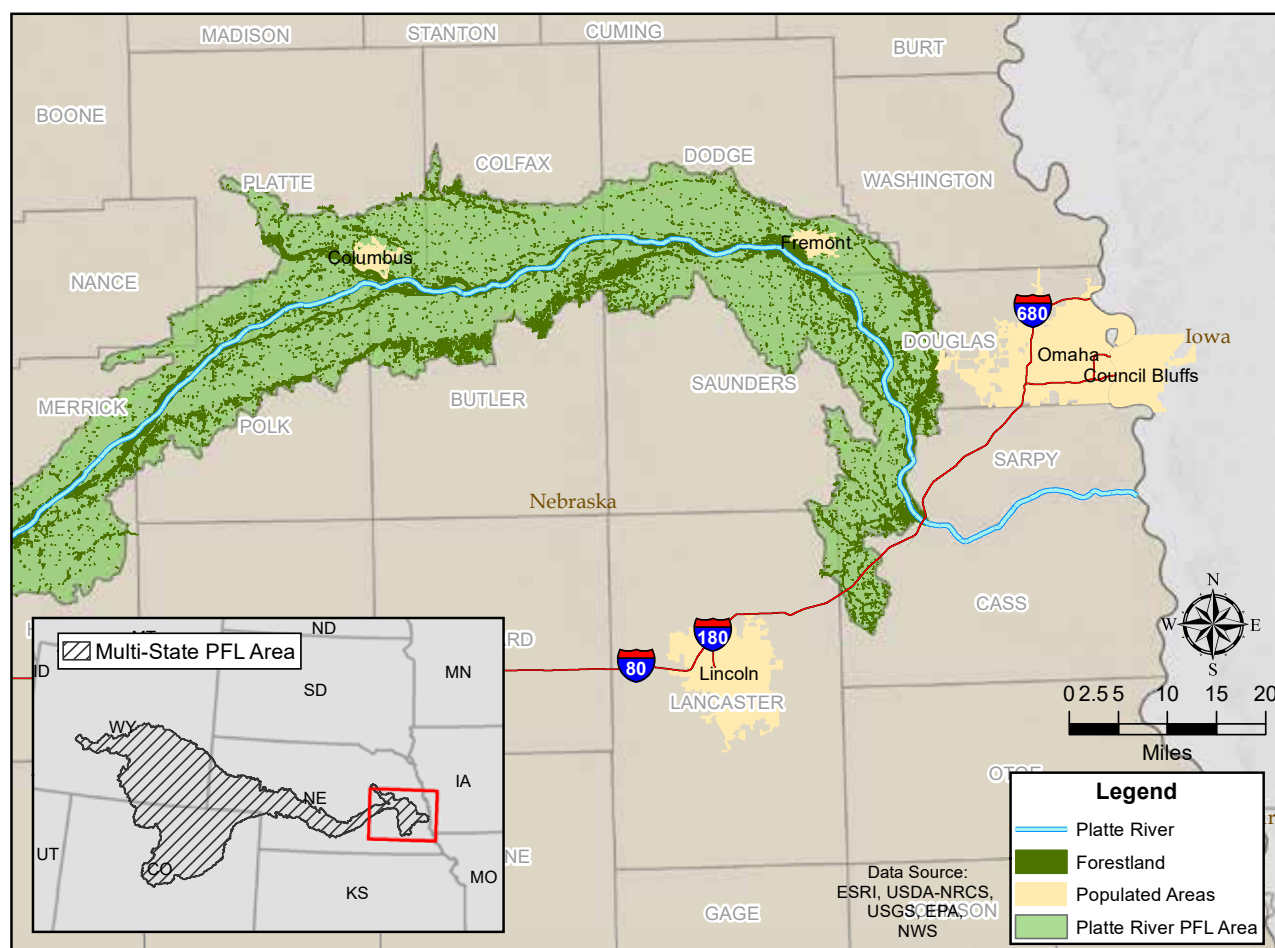 MADISON
STANTON
CUMING
BURT
BOONE
COLFAX
DODGE
PLATTE
WASHINGTON
Columbus
Fremont
NANCE
680
DOUGLAS
Iowa
Omaha
Council Bluffs
SAUNDERS
MERRICK
BUTLER
POLK
SARPY
Nebraska
CASS
N
W E
S
180
80
Lincoln
LANCASTER
0 2.5 5 10 15 20
Miles
Multi-State PFL Area
ND
ID
MN
SD
WY
IA
NE
UT
CO
MO
KS
GAGE
Data Source:
ESRI, USDA-NRCS,
USGS, EPA,
NWS
Legend
Platte River
Forestland
Populated Areas
Platte River PFL Area